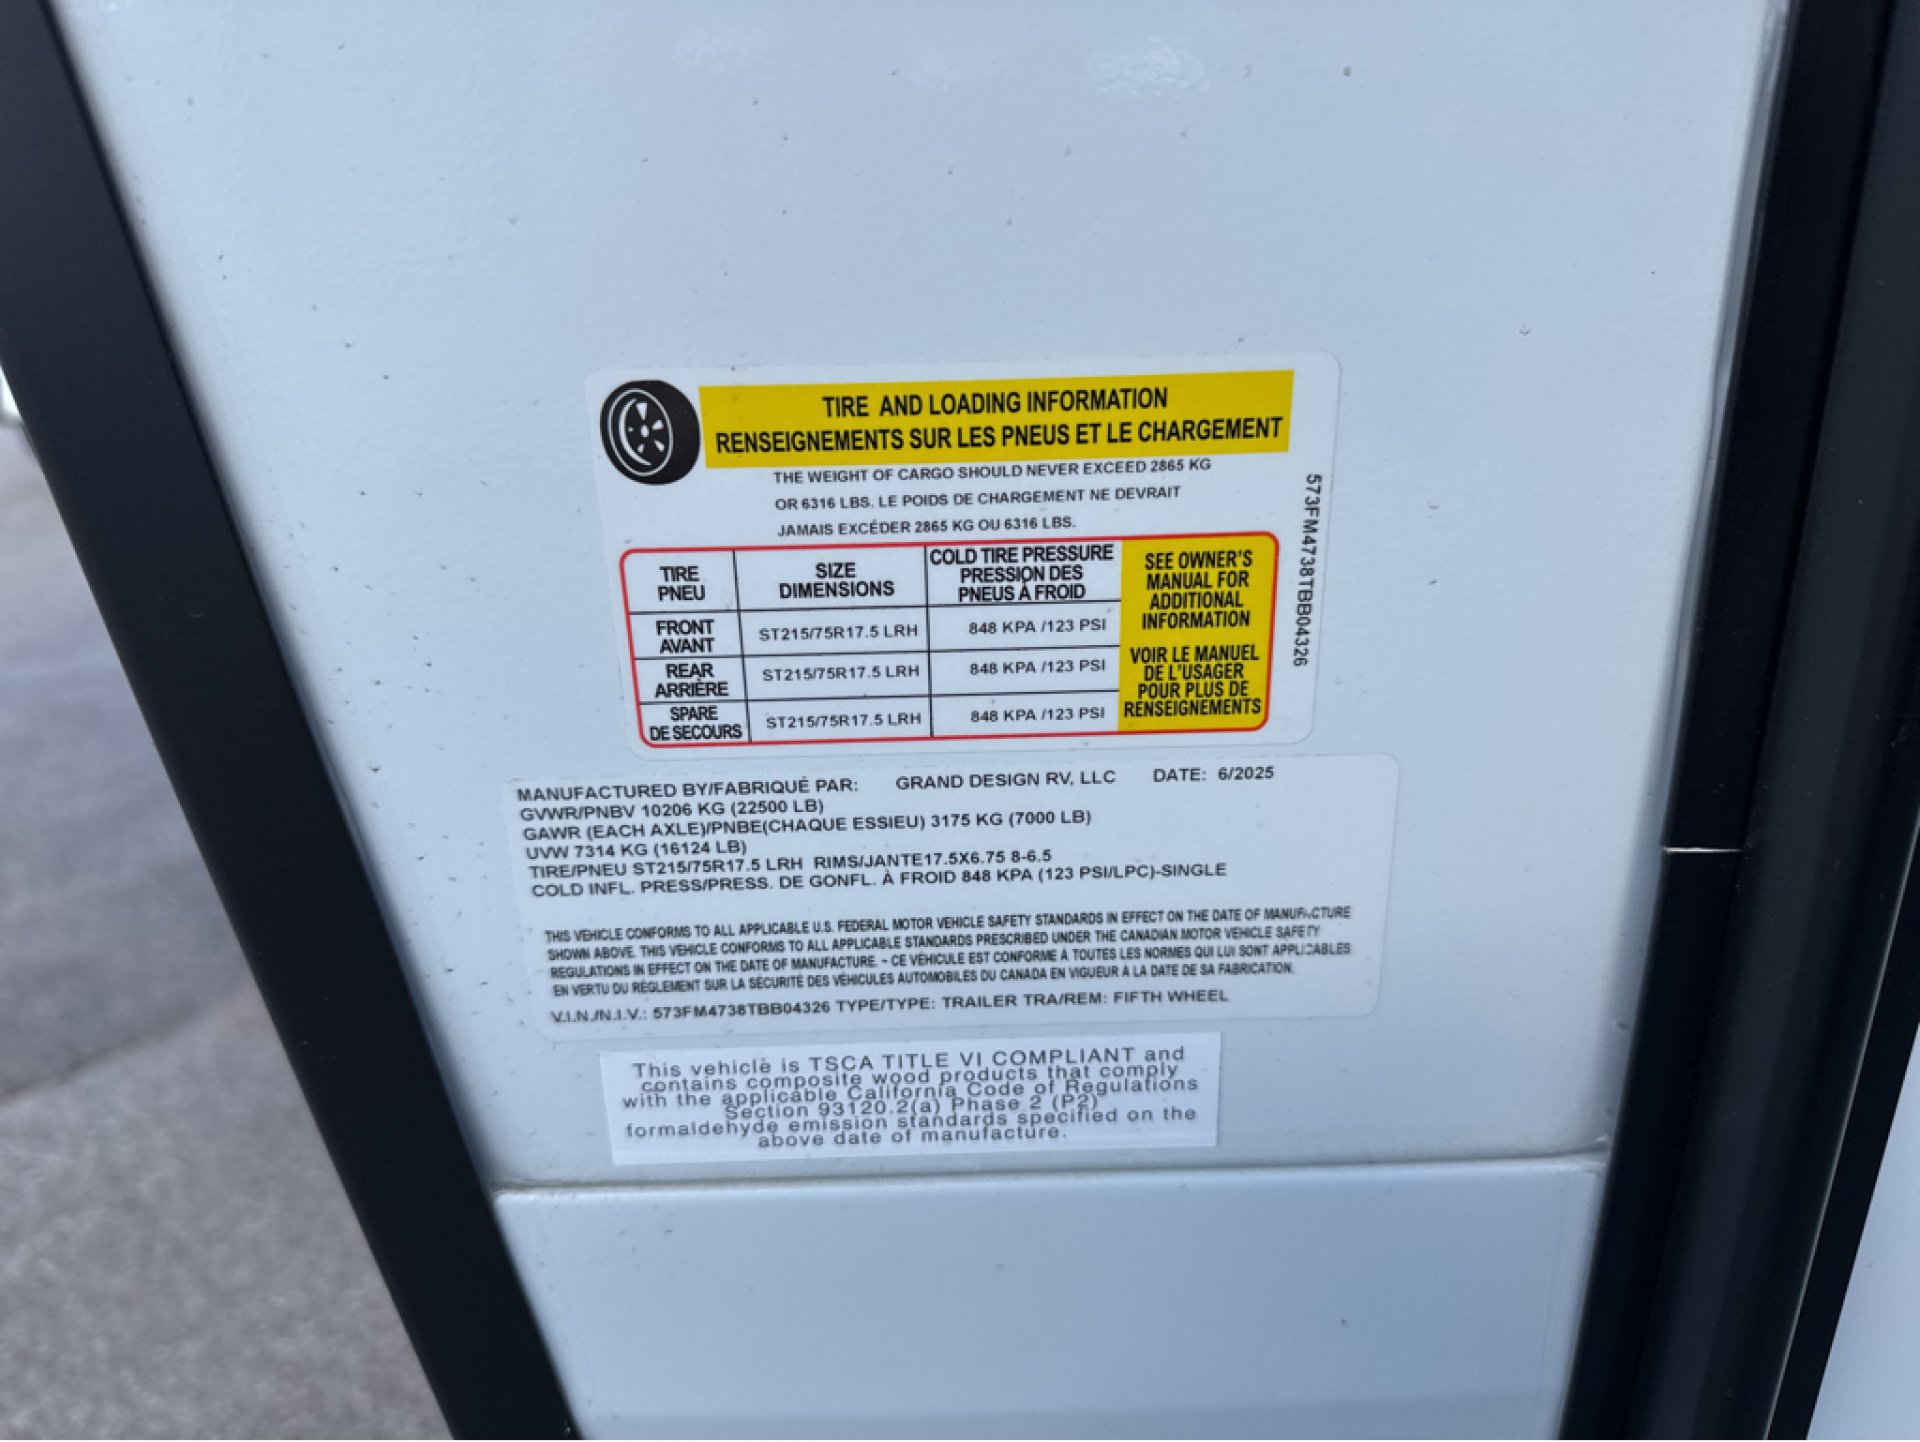 TIRE AND LOADING INFORMATION
RENSEIGNEMENTS SUR LES PNEUS ET LE CHARGEMENT
THE WEIGHT OF CARGO SHOULD NEVER EXCEED 2865 KG
OR 6316 LBS. LE POIDS DE CHARGEMENT NE DEVRAIT
JAMAIS EXCÉDER 2865 KG OU 6316 LBS.
TIRE
PNEU
SIZE
DIMENSIONS
COLD TIRE PRESSURE
PRESSION DES
PNEUS À FROID
FRONT
AVANT
ST215/75R17.5 LRH
848 KPA /123 PSI
REAR
ARRIÈRE
ST215/75R17.5 LRH
848 KPA /123 PSI
SPARE
DE SECOURS
ST215/75R17.5 LRH
848 KPA /123 PSI
SEE OWNER'S
MANUAL FOR
ADDITIONAL
INFORMATION
VOIR LE MANUEL
DE L'USAGER
POUR PLUS DE
RENSEIGNEMENTS
573FM4738TBB04326
MANUFACTURED BY/FABRIQUÉ PAR: GRAND DESIGN RV, LLC DATE: 6/2025
GVWR/PNBV 10206 KG (22500 LB)
GAWR (EACH AXLE)/PNBE(CHAQUE ESSIEU) 3175 KG (7000 LB)
UVW 7314 KG (16124 LB)
TIRE/PNEU ST215/75R17.5 LRH RIMS/JANTE17.5X6.75 8-6.5
COLD INFL. PRESS/PRESS. DE GONFL. À FROID 848 KPA (123 PSI/LPC)-SINGLE
THIS VEHICLE CONFORMS TO ALL APPLICABLE U.S. FEDERAL MOTOR VEHICLE SAFETY STANDARDS IN EFFECT ON THE DATE OF MANUFACTURE
SHOWN ABOVE. THIS VEHICLE CONFORMS TO ALL APPLICABLE STANDARDS PRESCRIBED UNDER THE CANADIAN MOTOR VEHICLE SAFETY
REGULATIONS IN EFFECT ON THE DATE OF MANUFACTURE. - CE VÉHICULE EST CONFORME À TOUTES LES NORMES QUI LUI SONT APPLICABLES
EN VERTU DU RÈGLEMENT SUR LA SÉCURITÉ DES VÉHICULES AUTOMOBILES DU CANADA EN VIGUEUR À LA DATE DE SA FABRICATION.
V.I.N./N.I.V.: 573FM4738TBB04326 TYPE/TYPE: TRAILER TRA/REM: FIFTH WHEEL
This vehicle is TSCA TITLE VI COMPLIANT and
contains composite wood products that comply
with the applicable California Code of Regulations
Section 93120.2(a) Phase 2 (P2)
formaldehyde emission standards specified on the
above date of manufacture.